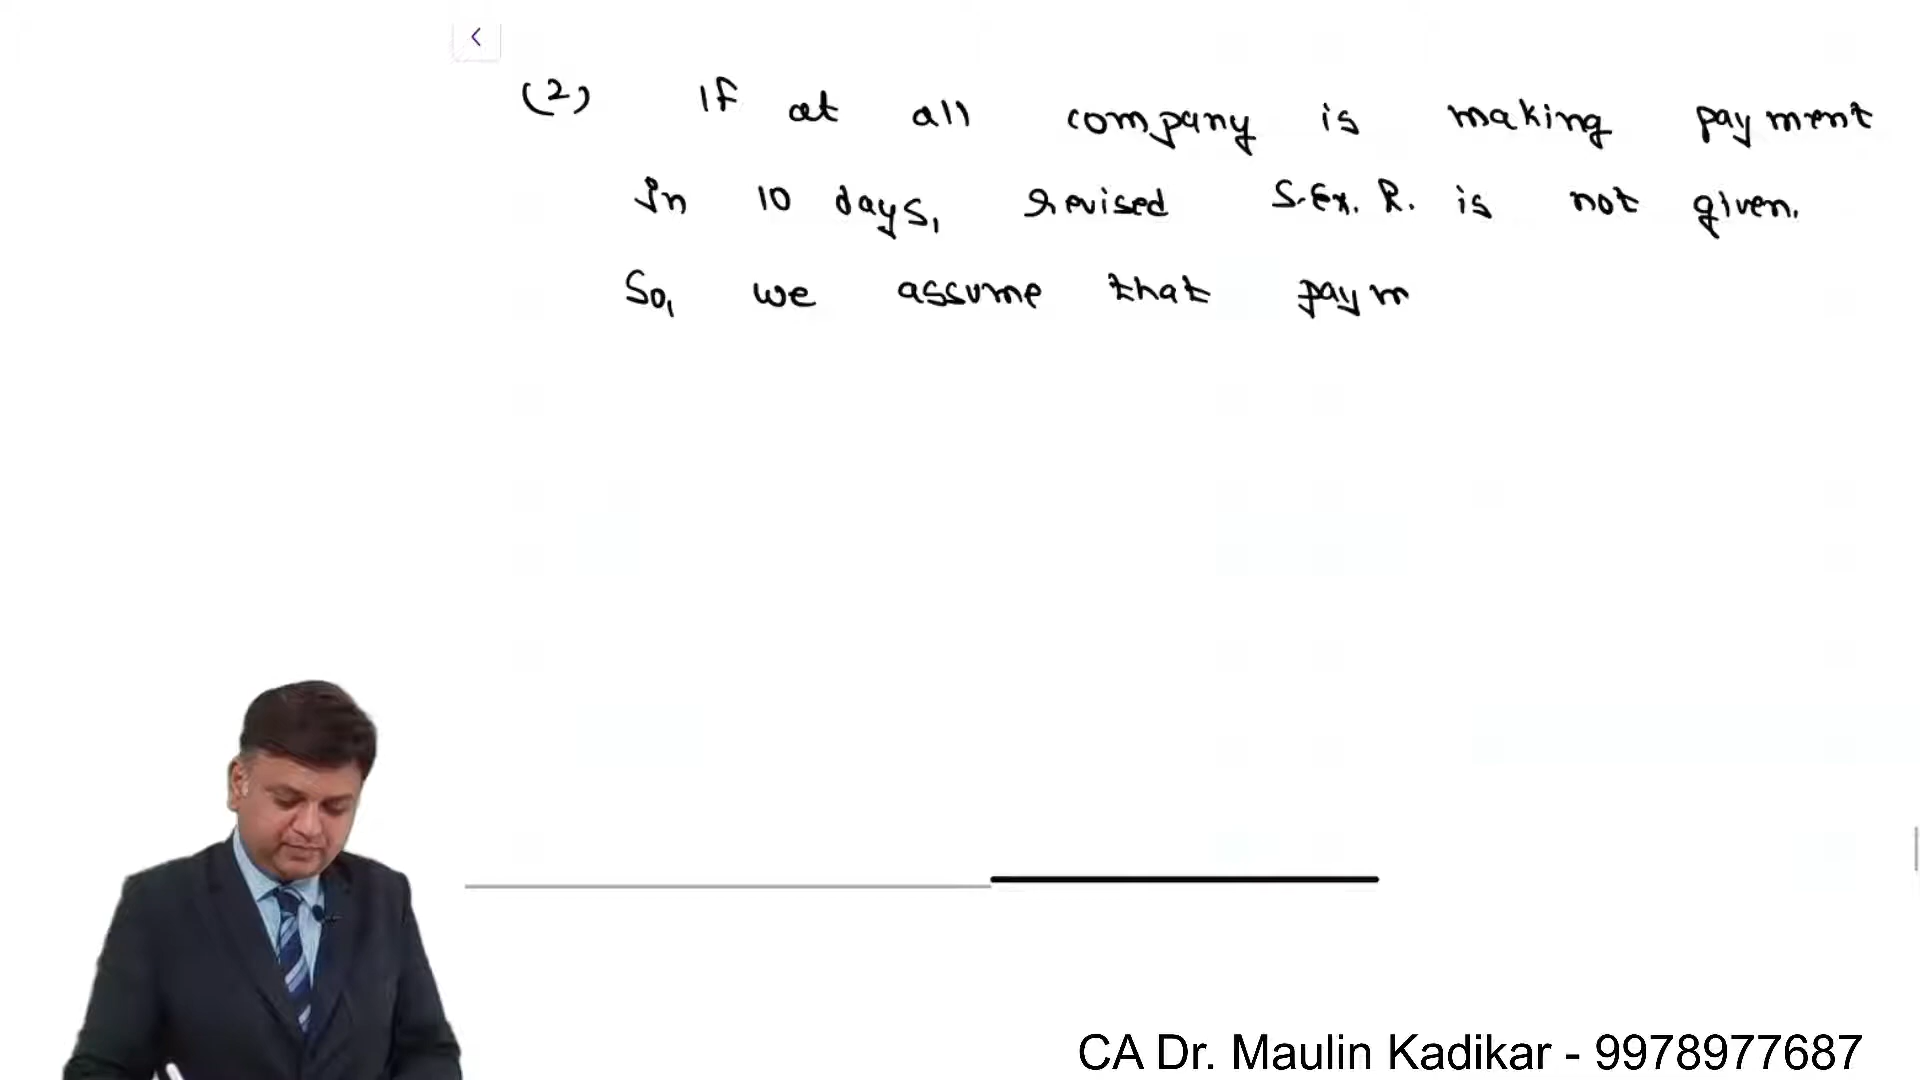 (2) If at all company is making payment
In 10 days, revised S.Ex.R. is not given.
So, we assume that paym
CA Dr. Maulin Kadikar - 9978977687